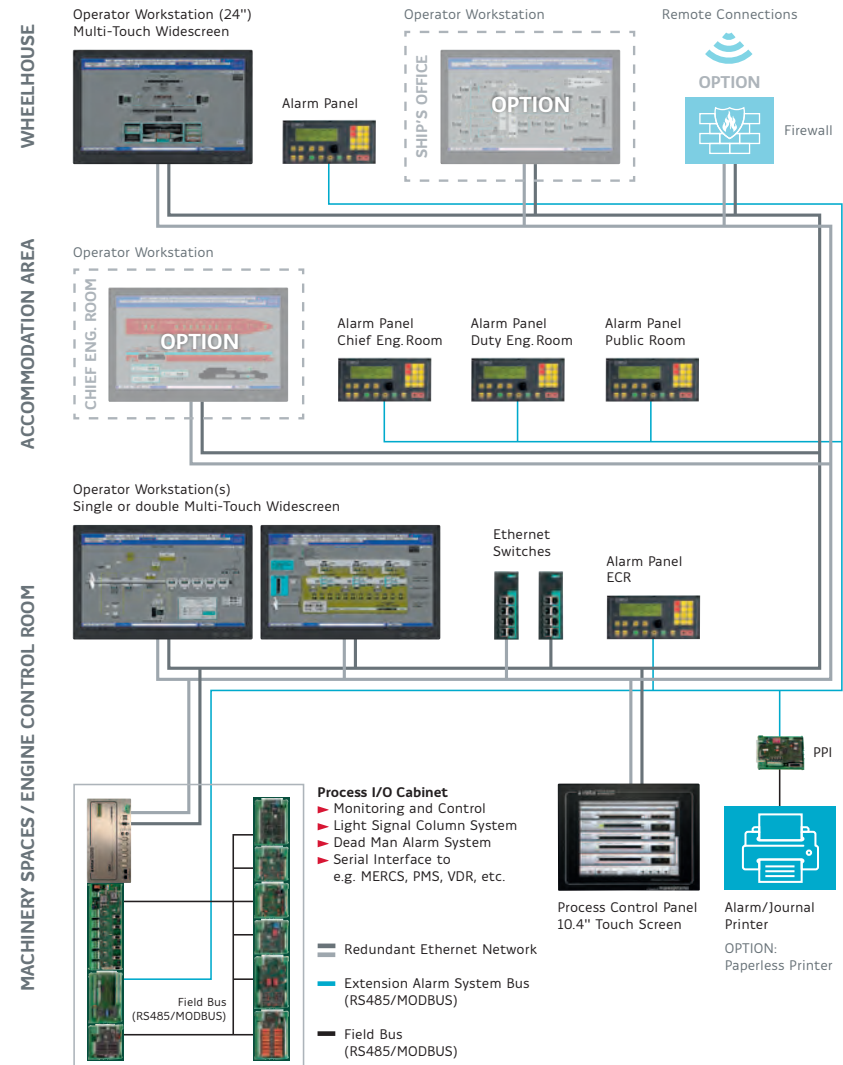 WHEELHOUSE
Operator Workstation (24")
Multi-Touch Widescreen
Alarm Panel
Operator Workstation
SHIP'S OFFICE
OPTION
Remote Connections
OPTION
Firewall
ACCOMMODATION AREA
Operator Workstation
CHIEF ENG. ROOM
OPTION
Alarm Panel
Chief Eng.Room
Alarm Panel
Duty Eng.Room
Alarm Panel
Public Room
MACHINERY SPACES / ENGINE CONTROL ROOM
Operator Workstation(s)
Single or double Multi-Touch Widescreen
Ethernet
Switches
Alarm Panel
ECR
PPI
Process I/O Cabinet
► Monitoring and Control
► Light Signal Column System
► Dead Man Alarm System
► Serial Interface to
e.g. MERCS, PMS, VDR, etc.
Process Control Panel
10.4" Touch Screen
Alarm/Journal
Printer
OPTION:
Paperless Printer
Redundant Ethernet Network
Extension Alarm System Bus
(RS485/MODBUS)
Field Bus
(RS485/MODBUS)
Field Bus
(RS485/MODBUS)